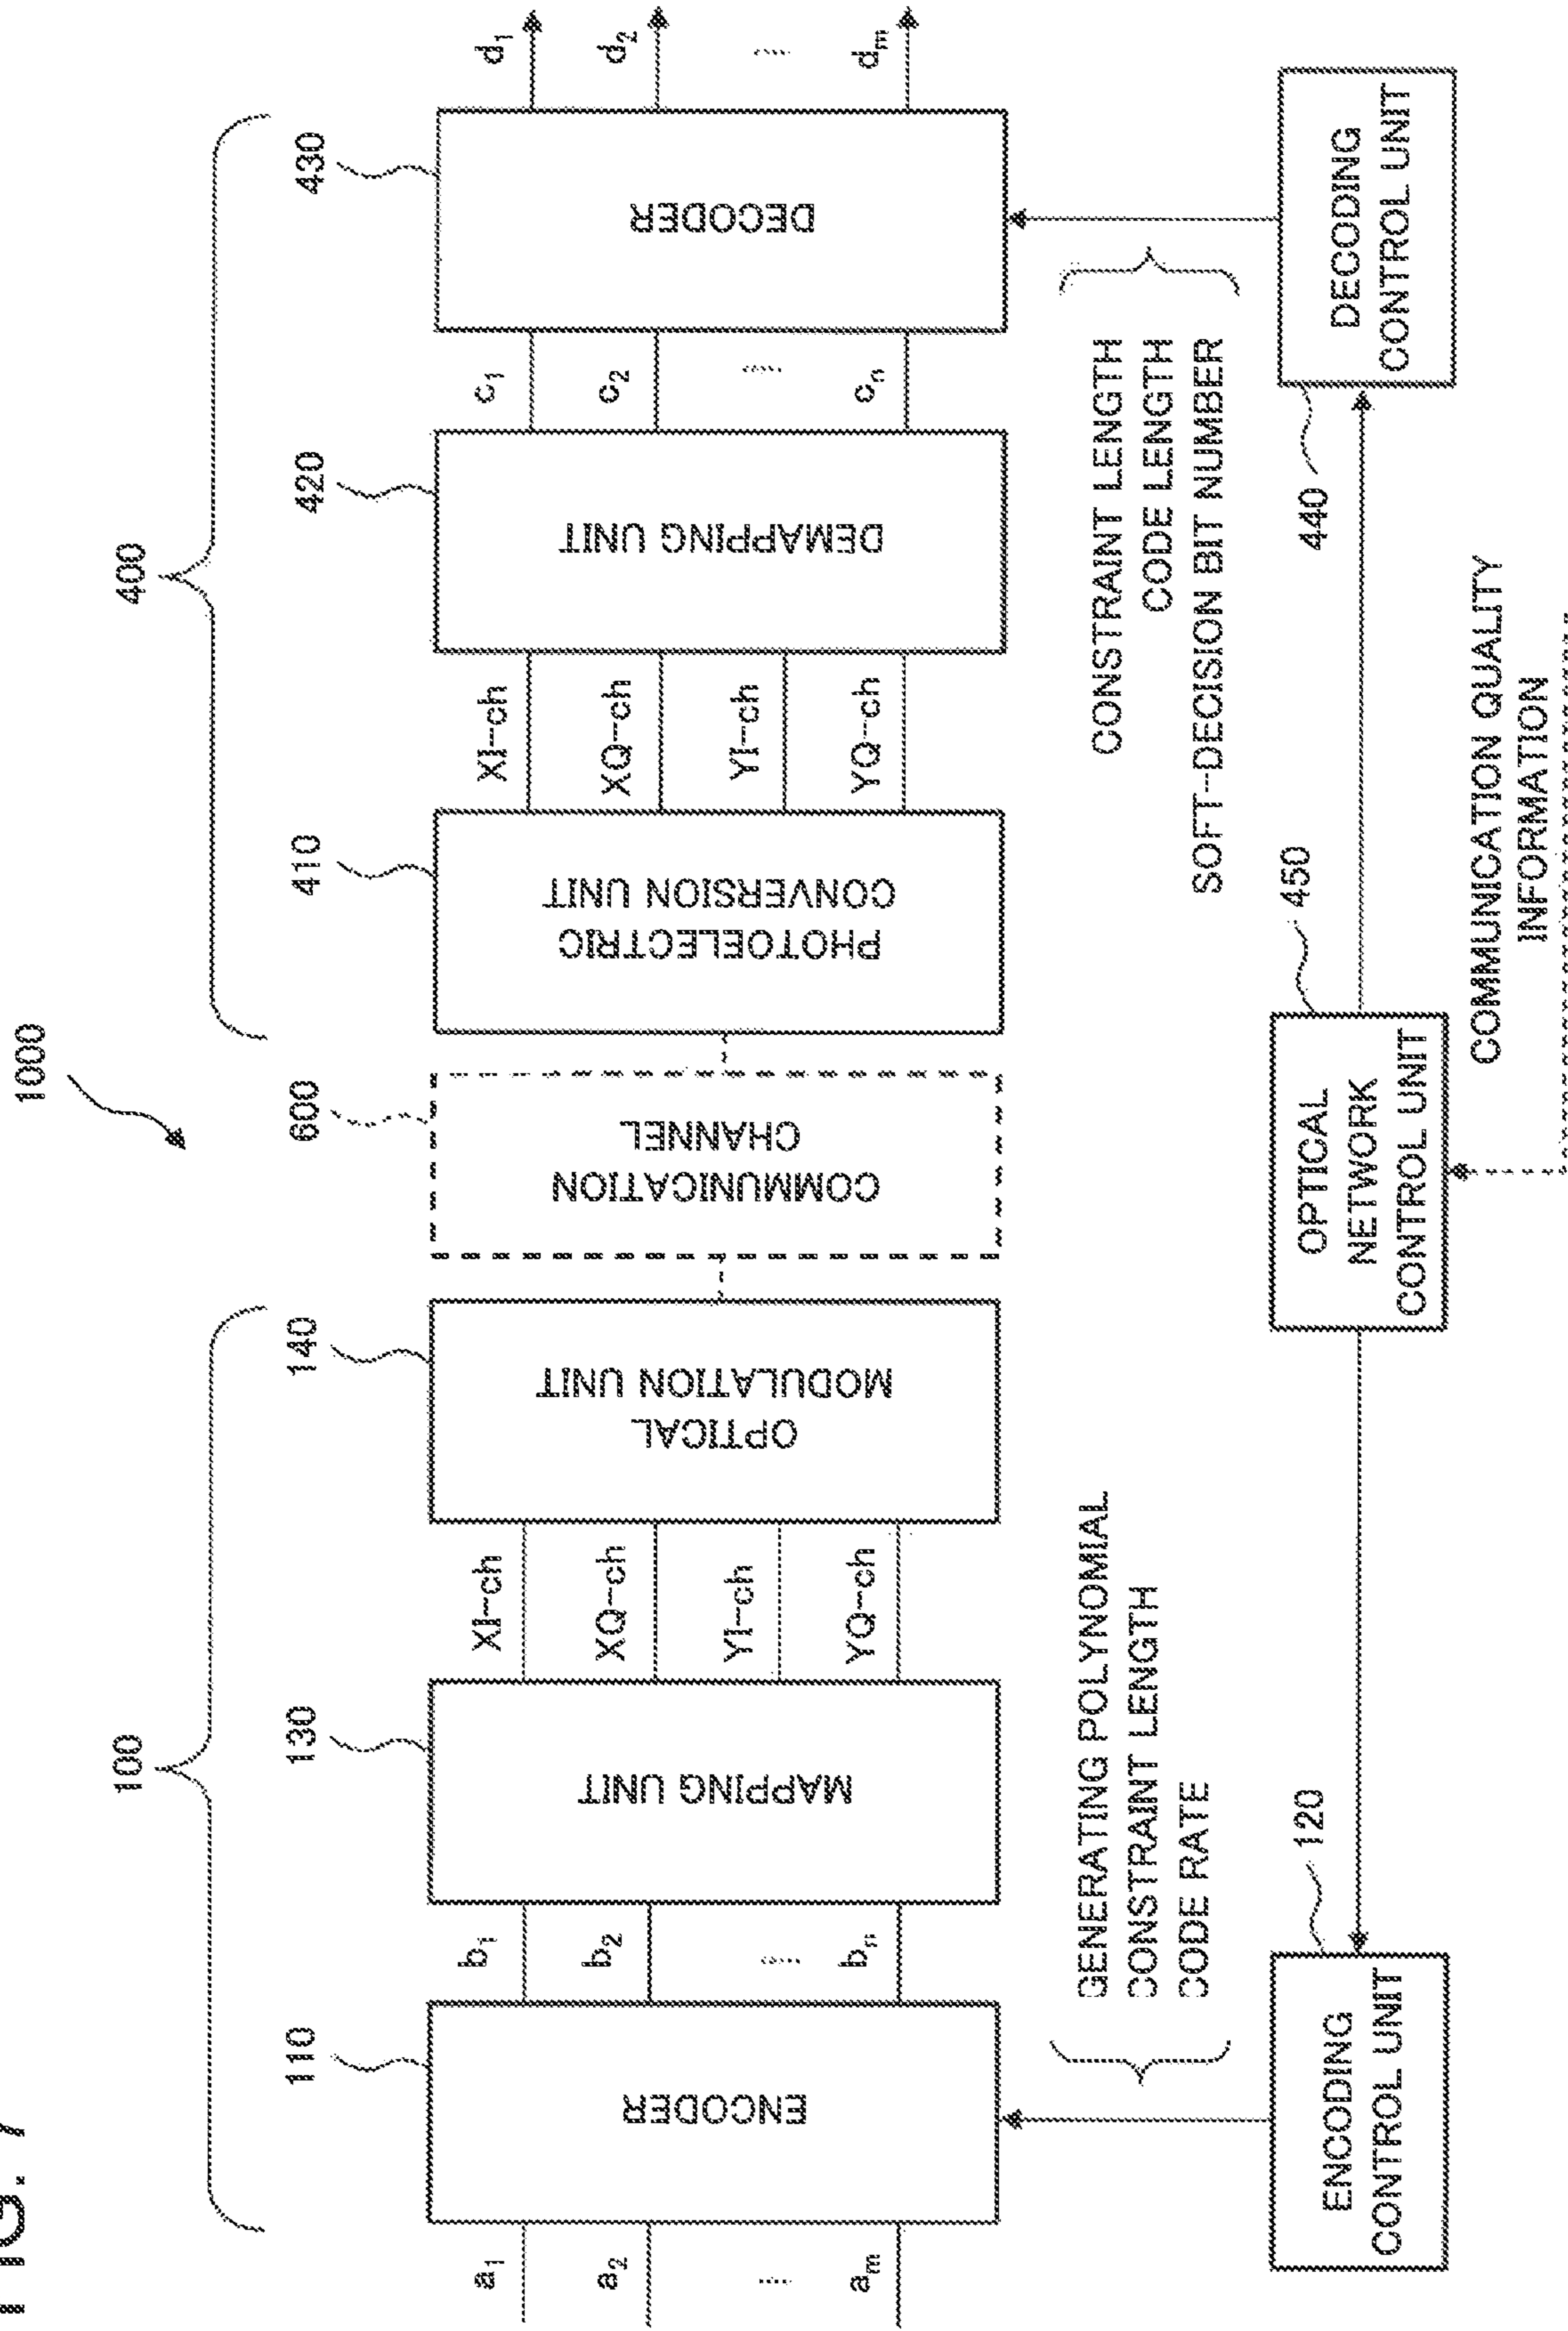 FIG. 7
1000
100
400
110
130
140
600
410
420
430
a1
a2
....
am
ENCODER
b1
b2
....
bn
MAPPING UNIT
XI-ch
XQ-ch
YI-ch
YQ-ch
OPTICAL
MODULATION UNIT
COMMUNICATION
CHANNEL
PHOTOELECTRIC
CONVERSION UNIT
XI-ch
XQ-ch
YI-ch
YQ-ch
DEMAPPING UNIT
c1
c2
....
cn
DECODER
d1
d2
....
dm
GENERATING POLYNOMIAL
CONSTRAINT LENGTH
CODE RATE
CONSTRAINT LENGTH
CODE LENGTH
SOFT-DECISION BIT NUMBER
120
ENCODING
CONTROL UNIT
450
OPTICAL
NETWORK
CONTROL UNIT
440
DECODING
CONTROL UNIT
COMMUNICATION QUALITY
INFORMATION